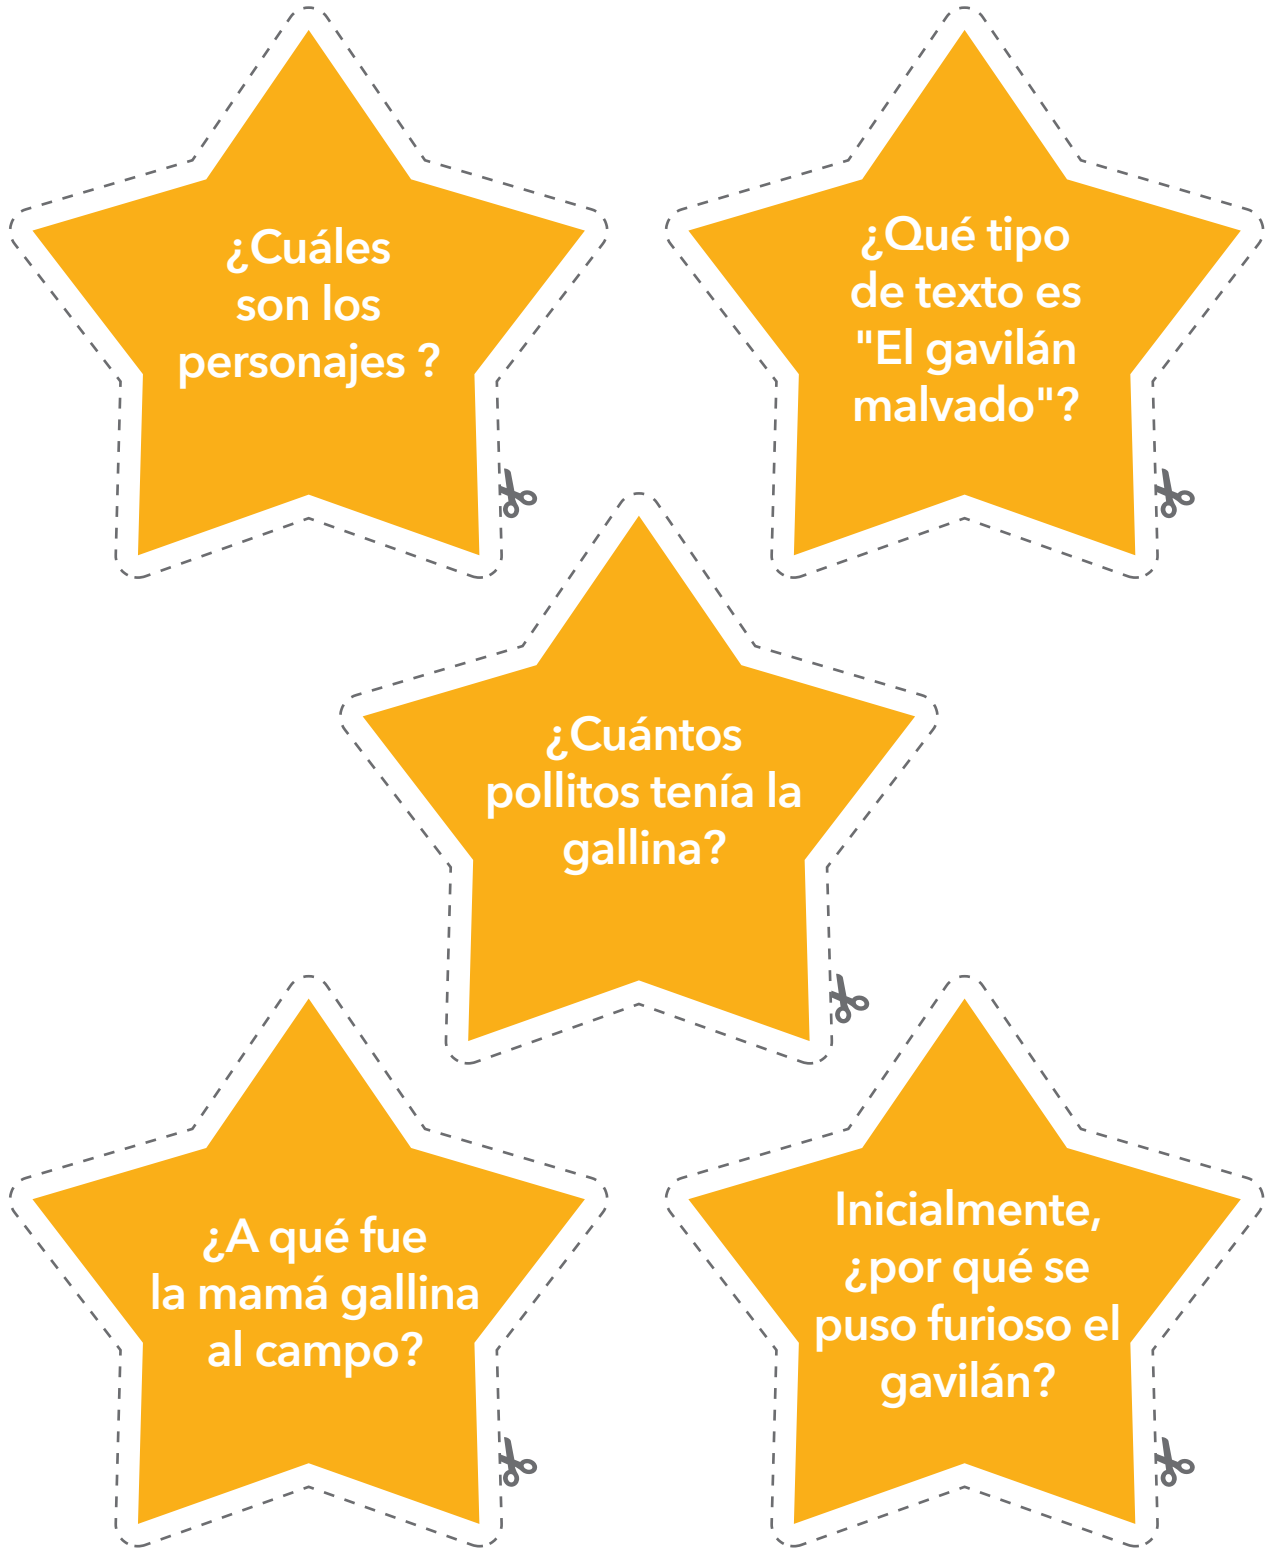 ¿Cuáles
son los
personajes ?
¿Qué tipo
de texto es
"El gavilán
malvado"?
¿Cuántos
pollitos tenía la
gallina?
¿A qué fue
la mamá gallina
al campo?
Inicialmente,
¿por qué se
puso furioso el
gavilán?